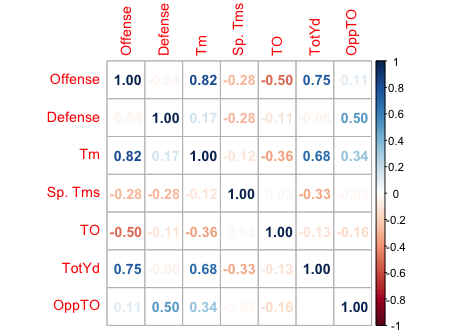 Offense Defense Tm Sp. Tms TO TotYd OppTO
Offense 1.00 -0.04 0.82 -0.28 -0.50 0.75 0.11
Defense -0.04 1.00 0.17 -0.28 -0.11 -0.06 0.50
Tm 0.82 0.17 1.00 -0.12 -0.36 0.68 0.34
Sp. Tms -0.28 -0.28 -0.12 1.00 0.03 -0.33 -0.03
TO -0.50 -0.11 -0.36 0.03 1.00 -0.13 -0.16
TotYd 0.75 -0.06 0.68 -0.33 -0.13 1.00
OppTO 0.11 0.50 0.34 -0.03 -0.16 1.00
1
0.8
0.6
0.4
0.2
0
-0.2
-0.4
-0.6
-0.8
-1